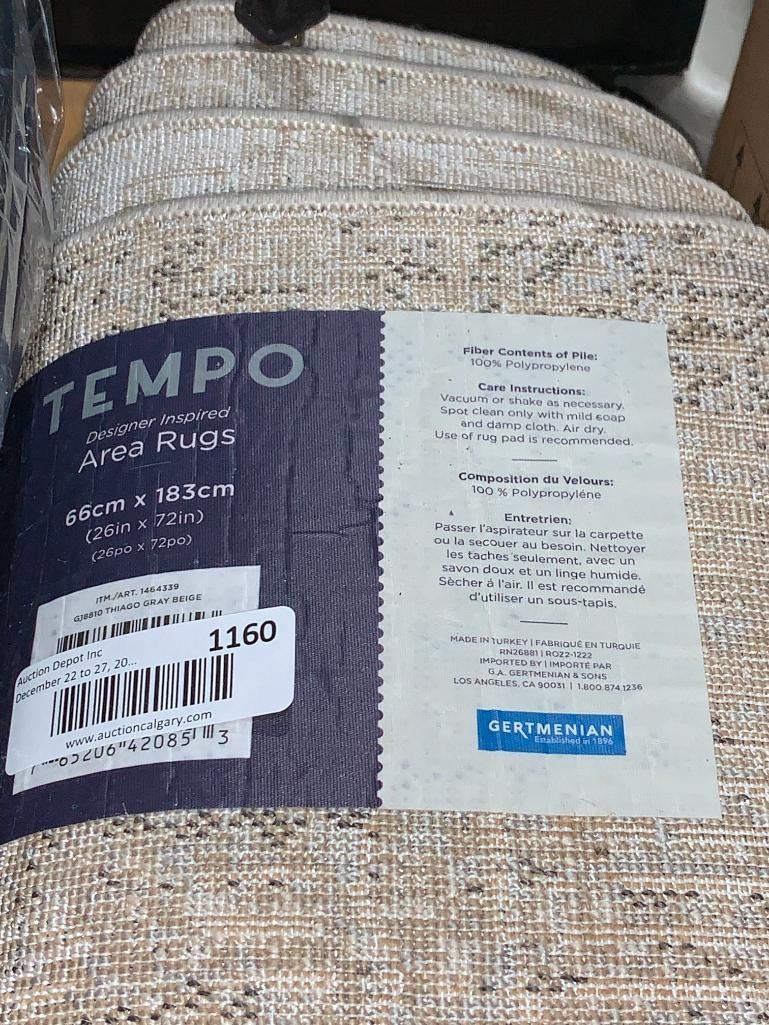 TEMPO
Designer Inspired
Area Rugs
66cm x 183cm
(26in x 72in)
(26po x 72po)
ITM./ART. 1464339
GJ8810 THIAGO GRAY BEIGE
1160
Auction Depot Inc
December 22 to 27, 20...
www.auctioncalgary.com
65206 42085 3
Fiber Contents of Pile:
100% Polypropylene
Care Instructions:
Vacuum or shake as necessary.
Spot clean only with mild soap
and damp cloth. Air dry.
Use of rug pad is recommended.
Composition du Velours:
100 % Polypropyléne
Entretien:
Passer l'aspirateur sur la carpette
ou la secouer au besoin. Nettoyer
les taches seulement, avec un
savon doux et un linge humide.
Sècher á l'air. Il est recommandé
d'utiliser un sous-tapis.
MADE IN TURKEY | FABRIQUÉ EN TURQUIE
RN26881 | RO22-1222
IMPORTED BY | IMPORTÉ PAR
G.A. GERTMENIAN & SONS
LOS ANGELES, CA 90031 | 1.800.874.1236
GERTMENIAN
Established in 1896